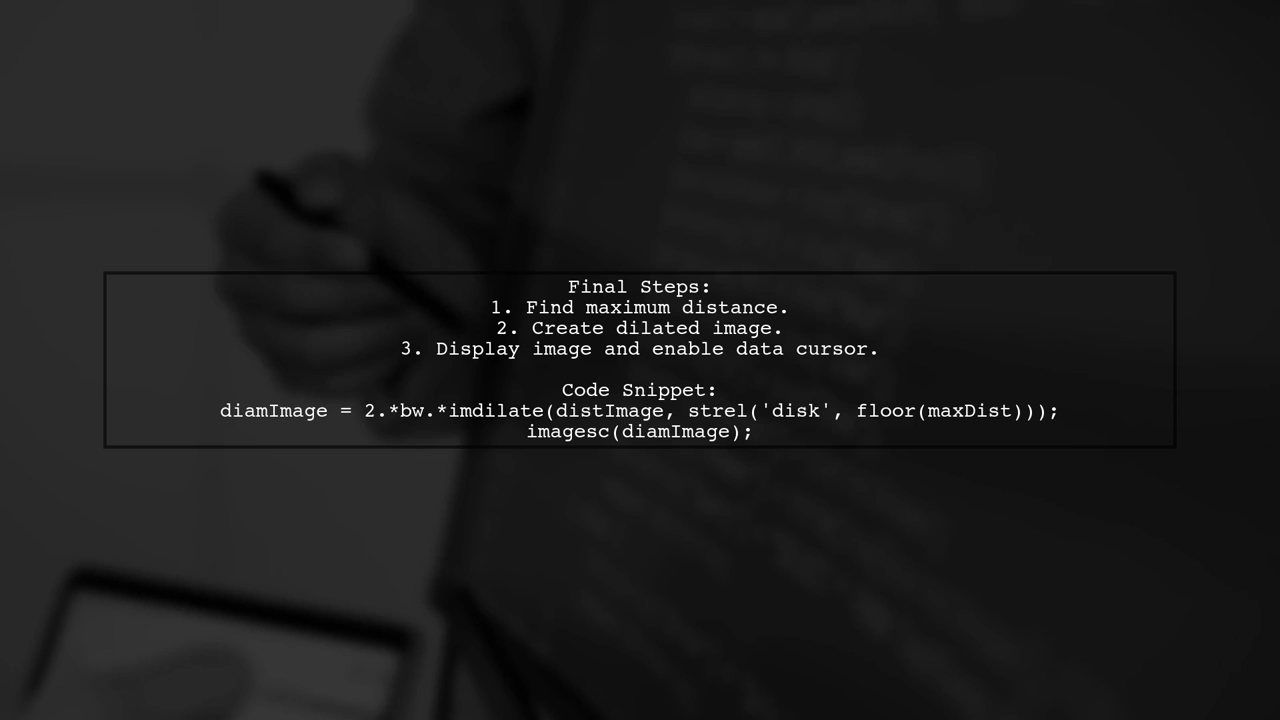 Final Steps:
1. Find maximum distance.
2. Create dilated image.
3. Display image and enable data cursor.
Code Snippet:
diamImage = 2.*bw.*imdilate(distImage, strel('disk', floor(maxDist)));
imagesc(diamImage);